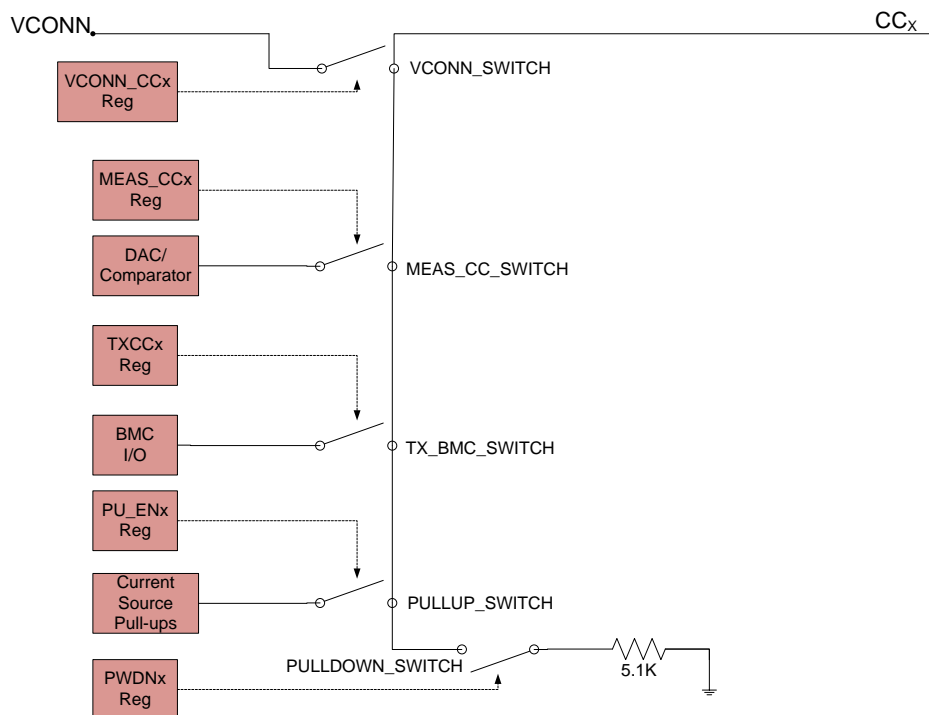 VCONN
CCX
VCONN_CCx
Reg
VCONN_SWITCH
MEAS_CCx
Reg
DAC/
Comparator
MEAS_CC_SWITCH
TXCCx
Reg
BMC
I/O
TX_BMC_SWITCH
PU_ENx
Reg
Current
Source
Pull-ups
PULLUP_SWITCH
PULLDOWN_SWITCH
5.1K
PWDNx
Reg